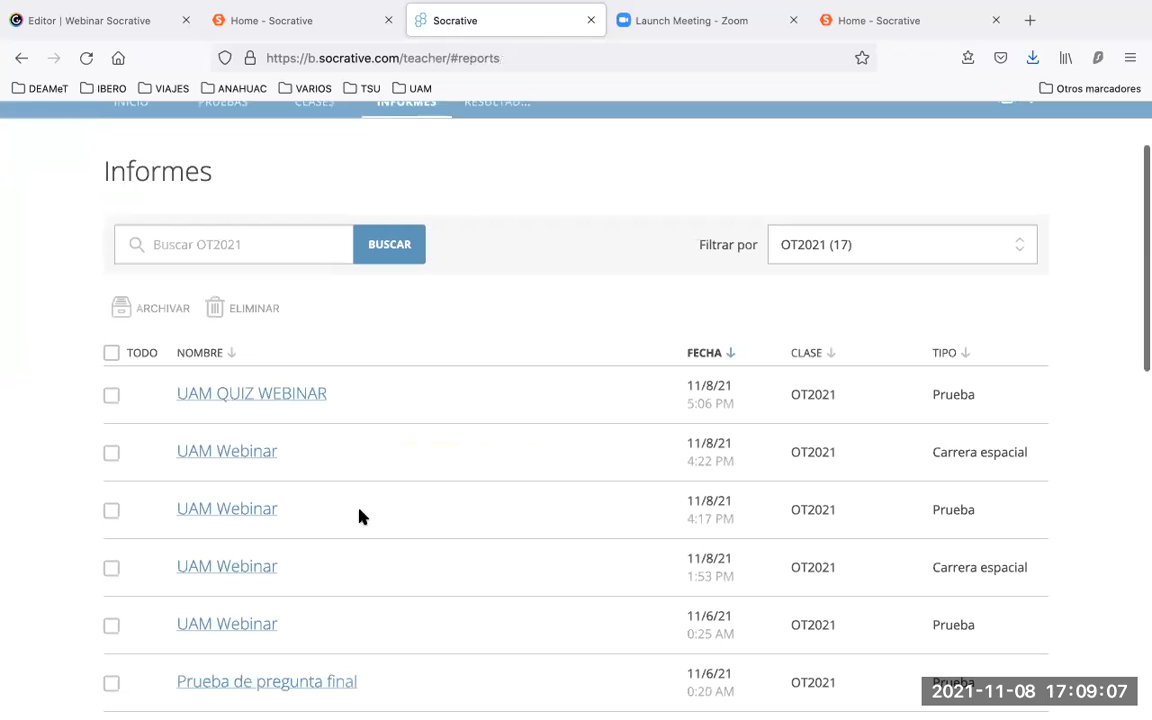 Editor | Webinar Socrative
Home - Socrative
Socrative
Launch Meeting - Zoom
Home - Socrative
https://b.socrative.com/teacher/#reports
DEAMeT IBERO VIAJES ANAHUAC VARIOS TSU UAM Otros marcadores
INICIO PRUEBAS CLASES INFORMES RESULTAD...
Informes
Buscar OT2021 BUSCAR Filtrar por OT2021 (17)
ARCHIVAR ELIMINAR
TODO NOMBRE FECHA CLASE TIPO
UAM QUIZ WEBINAR 11/8/21 5:06 PM OT2021 Prueba
UAM Webinar 11/8/21 4:22 PM OT2021 Carrera espacial
UAM Webinar 11/8/21 4:17 PM OT2021 Prueba
UAM Webinar 11/8/21 1:53 PM OT2021 Carrera espacial
UAM Webinar 11/6/21 0:25 AM OT2021 Prueba
Prueba de pregunta final 11/6/21 0:20 AM OT2021 Prueba
2021-11-08 17:09:07